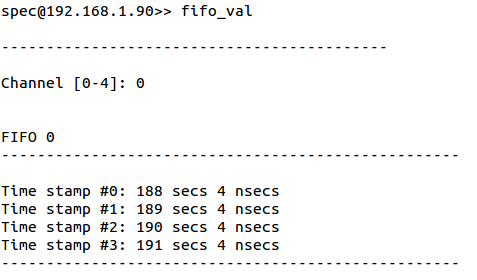 spec@192.168.1.90>> fifo_val
-------------------------------------------
Channel [0-4]: 0
FIFO 0
---------------------------------------------------
Time stamp #0: 188 secs 4 nsecs
Time stamp #1: 189 secs 4 nsecs
Time stamp #2: 190 secs 4 nsecs
Time stamp #3: 191 secs 4 nsecs
---------------------------------------------------